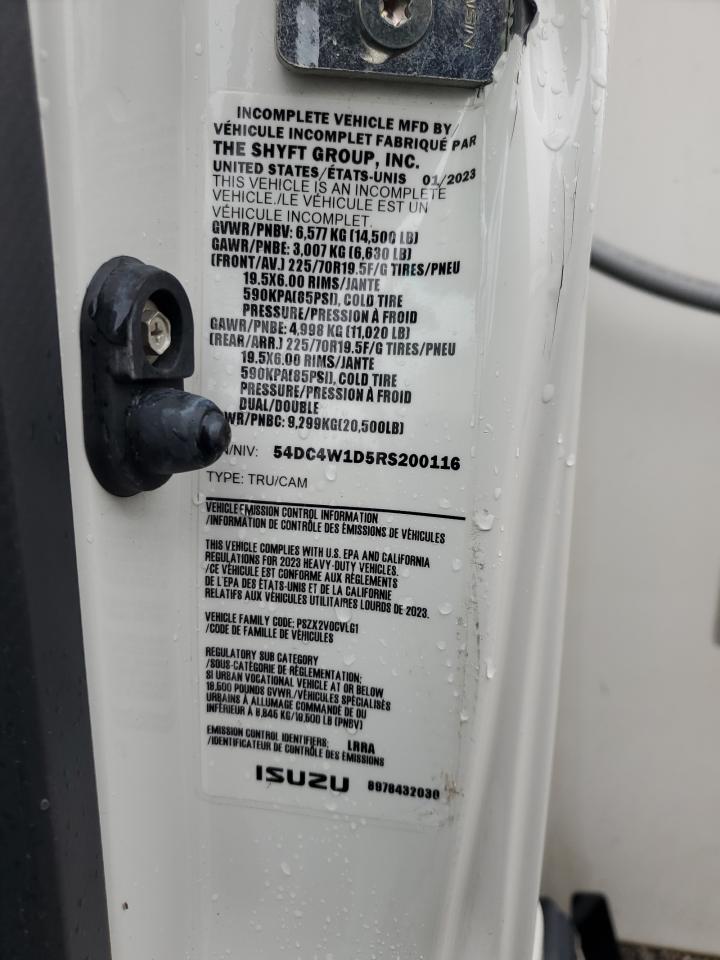 INCOMPLETE VEHICLE MFD BY
VÉHICULE INCOMPLET FABRIQUÉ PAR
THE SHYFT GROUP, INC.
UNITED STATES/ÉTATS-UNIS 01/2023
THIS VEHICLE IS AN INCOMPLETE
VEHICLE./LE VÉHICULE EST UN
VÉHICULE INCOMPLET.
GVWR/PNBV: 6,577 KG (14,500 LB)
GAWR/PNBE: 3,007 KG (6,630 LB)
(FRONT/AV.) 225/70R19.5F/G TIRES/PNEU
19.5X6.00 RIMS/JANTE
590KPA(85PSI), COLD TIRE
PRESSURE/PRESSION À FROID
GAWR/PNBE: 4,998 KG (11,020 LB)
(REAR/ARR.) 225/70R19.5F/G TIRES/PNEU
19.5X6.00 RIMS/JANTE
590KPA(85PSI), COLD TIRE
PRESSURE/PRESSION À FROID
DUAL/DOUBLE
WR/PNBC: 9,299KG(20,500LB)
N/NIV: 54DC4W1D5RS200116
TYPE: TRU/CAM
VEHICLE EMISSION CONTROL INFORMATION
/INFORMATION DE CONTRÔLE DES ÉMISSIONS DE VÉHICULES
THIS VEHICLE COMPLIES WITH U.S. EPA AND CALIFORNIA
REGULATIONS FOR 2023 HEAVY-DUTY VEHICLES.
/CE VÉHICULE EST CONFORME AUX RÈGLEMENTS
DE L'EPA DES ÉTATS-UNIS ET DE LA CALIFORNIE
RELATIFS AUX VÉHICULES UTILITAIRES LOURDS DE 2023.
VEHICLE FAMILY CODE: PSZX2VOCVLG1
/CODE DE FAMILLE DE VÉHICULES
REGULATORY SUB CATEGORY
/SOUS-CATÉGORIE DE RÉGLEMENTATION:
SI URBAN VOCATIONAL VEHICLE AT OR BELOW
19,500 POUNDS GVWR/VÉHICULES SPÉCIALISÉS
URBAINS À ALLUMAGE COMMANDÉ DE OU
INFÉRIEUR À 8,845 KG/19,500 LB (PNBV)
EMISSION CONTROL IDENTIFIERS: LRRA
/IDENTIFICATEUR DE CONTRÔLE DES ÉMISSIONS
ISUZU 8978432030